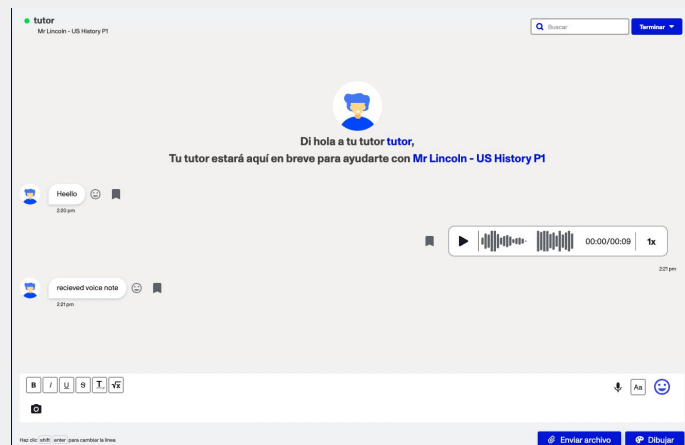 tutor
Mr Lincoln - US History P1
Buscar
Terminar
Di hola a tu tutor tutor,
Tu tutor estará aquí en breve para ayudarte con Mr Lincoln - US History P1
Heello
2:20 pm
00:00/00:09 1x
2:21 pm
recieved voice note
2:21 pm
B I U S T √x
Aa
Haz clic shift enter para cambiar la línea.
Enviar archivo
Dibujar